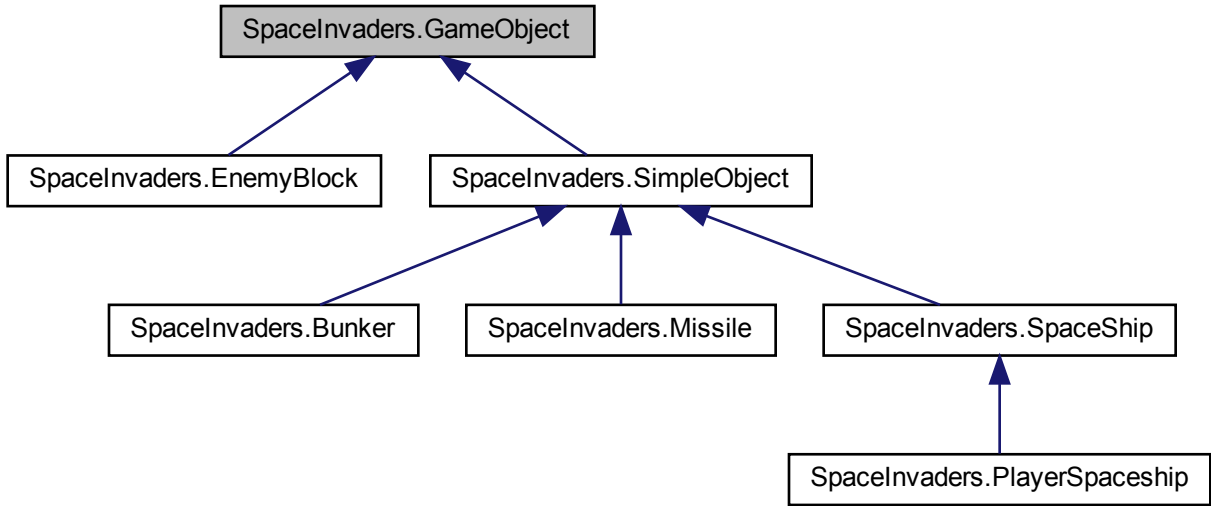 SpaceInvaders.GameObject
SpaceInvaders.EnemyBlock
SpaceInvaders.SimpleObject
SpaceInvaders.Bunker
SpaceInvaders.Missile
SpaceInvaders.SpaceShip
SpaceInvaders.PlayerSpaceship